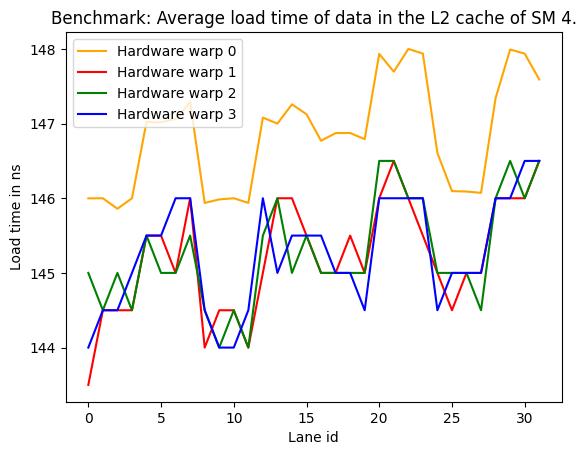 Benchmark: Average load time of data in the L2 cache of SM 4.
Hardware warp 0
Hardware warp 1
Hardware warp 2
Hardware warp 3
Load time in ns
148
147
146
145
144
0 5 10 15 20 25 30
Lane id